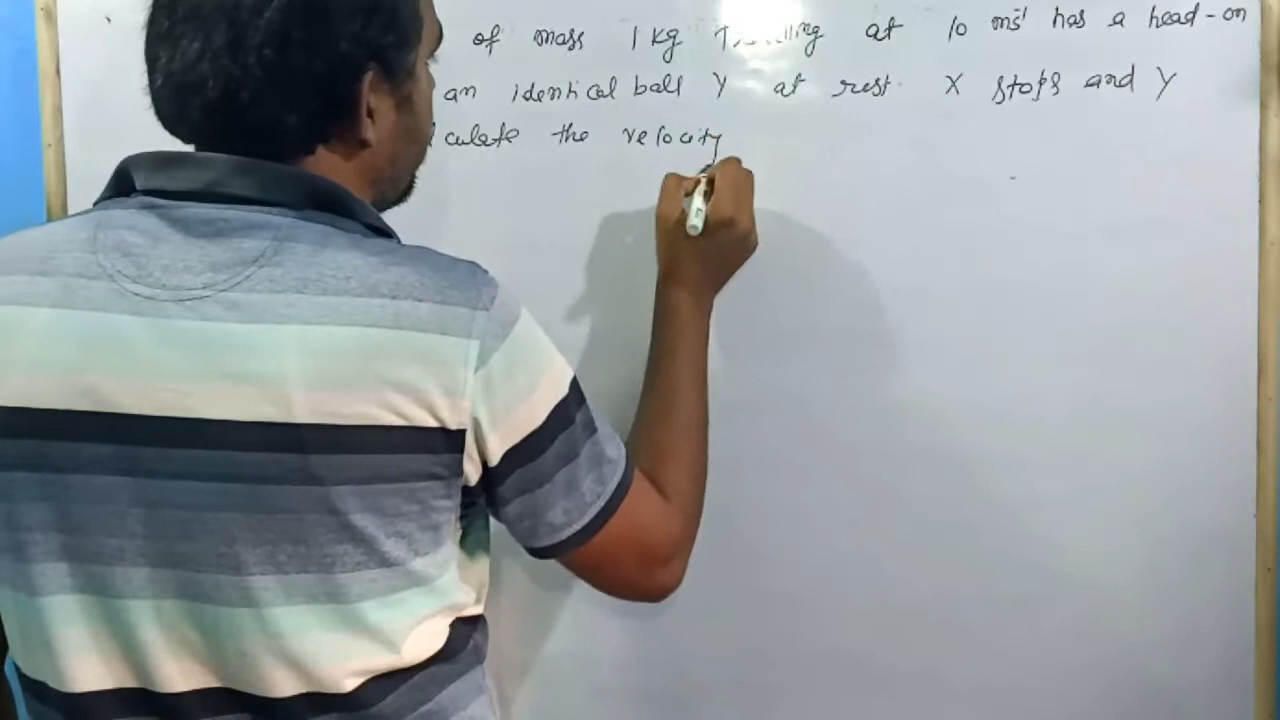 of mass 1 kg at 10 ms⁻¹ has a head-on
an identical ball Y at rest. X stops and Y
culate the velocity